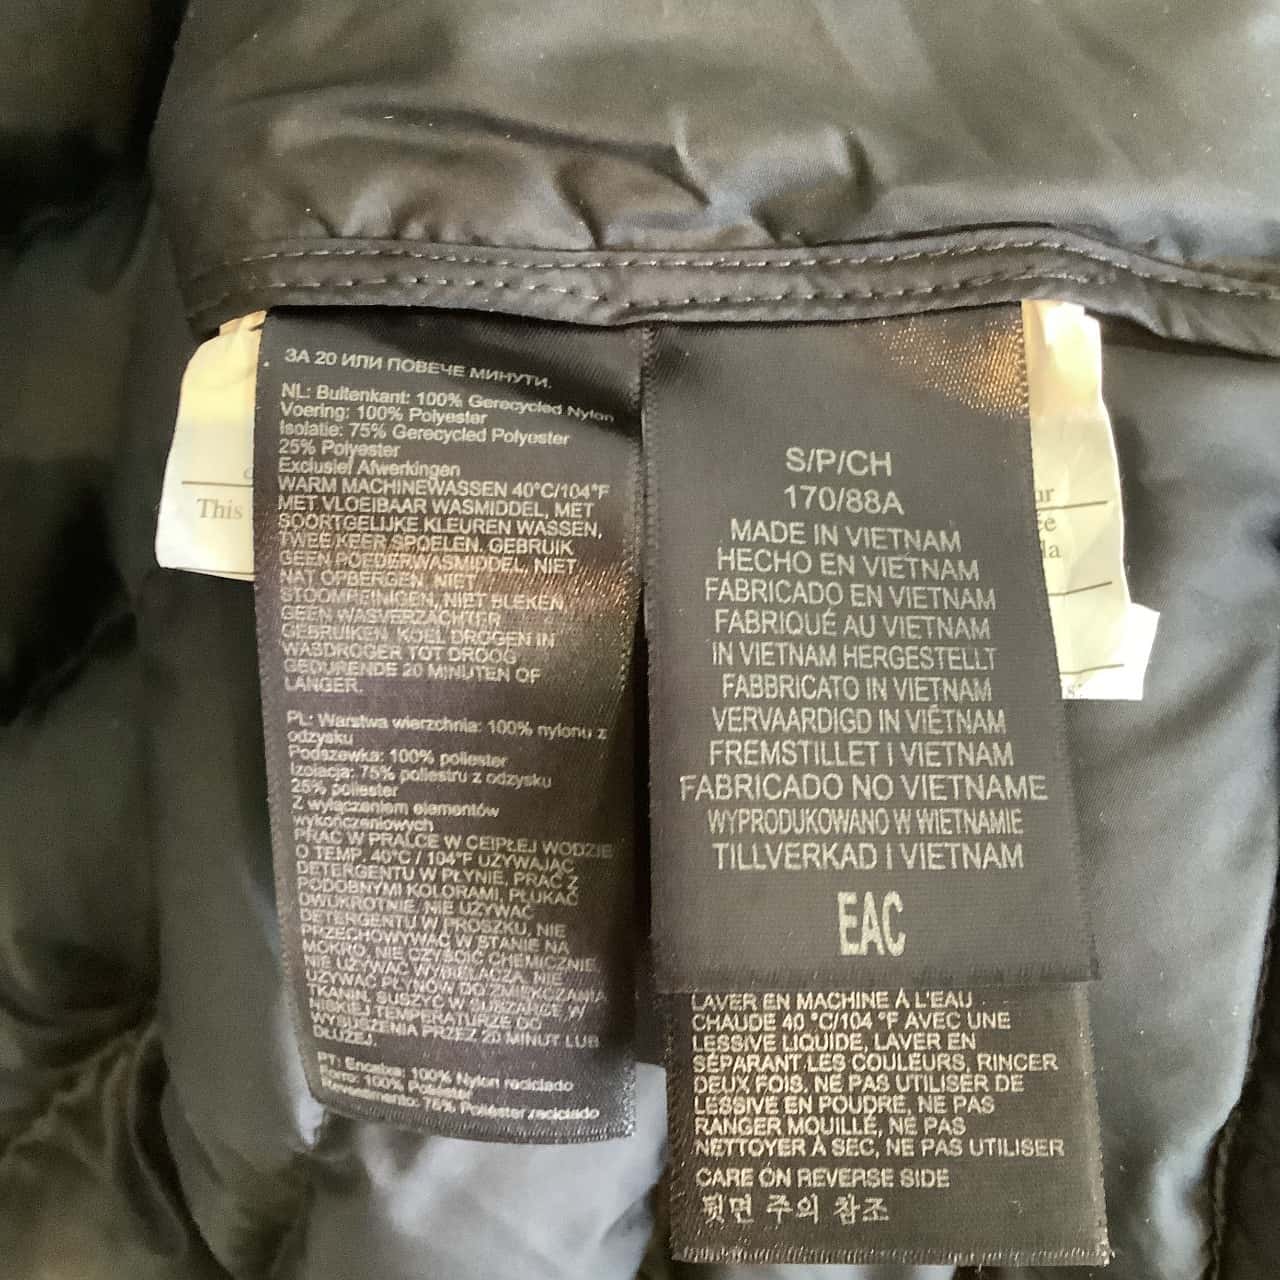 ЗА 20 ИЛИ ПОВЕЧЕ МИНУТИ.
NL: Buitenkant: 100% Gerecycled Nylon
Voering: 100% Polyester
Isolatie: 75% Gerecycled Polyester
25% Polyester
Exclusief Afwerkingen
WARM MACHINEWASSEN 40°C/104°F
MET VLOEIBAAR WASMIDDEL, MET
SOORTGELIJKE KLEUREN WASSEN,
TWEE KEER SPOELEN. GEBRUIK
GEEN POEDERWASMIDDEL, NIET
NAT OPBERGEN, NIET
STOOMREINIGEN, NIET BLEKEN,
GEEN WASVERZACHTER
GEBRUIKEN, KOEL DROGEN IN
WASDROGER TOT DROOG
GEDURENDE 20 MINUTEN OF
LANGER.
PL: Warstwa wierzchnia: 100% nylonu z
odzysku
Podszewka: 100% poliester
Izolacja: 75% poliestru z odzysku
25% poliester
Z wyłączeniem elementów
wykończeniowych
PRAĆ W PRALCE W CEIPŁEJ WODZIE
O TEMP. 40°C / 104°F UŻYWAJĄC
DETERGENTU W PŁYNIE, PRAĆ Z
PODOBNYMI KOLORAMI, PŁUKAĆ
DWUKROTNIE, NIE UŻYWAĆ
DETERGENTU W PROSZKU, NIE
PRZECHOWYWAĆ W STANIE NA
MOKRO, NIE CZYŚCIĆ CHEMICZNIE,
NIE UŻYWAĆ WYBIELACZA, NIE
UŻYWAĆ PŁYNÓW DO ZMIĘKCZANIA
TKANIN, SUSZYĆ W SUSZARCE W
NISKIEJ TEMPERATURZE DO
WYSUSZENIA PRZEZ 20 MINUT LUB
DŁUŻEJ.
PT: Encaixe: 100% Nylon reciclado
Forro: 100% Poliéster
Revestimento: 75% Poliéster reciclado
This
S/P/CH
170/88A
MADE IN VIETNAM
HECHO EN VIETNAM
FABRICADO EN VIETNAM
FABRIQUÉ AU VIETNAM
IN VIETNAM HERGESTELLT
FABBRICATO IN VIETNAM
VERVAARDIGD IN VIETNAM
FREMSTILLET I VIETNAM
FABRICADO NO VIETNAME
WYPRODUKOWANO W WIETNAMIE
TILLVERKAD I VIETNAM
EAC
LAVER EN MACHINE À L'EAU
CHAUDE 40 °C/104 °F AVEC UNE
LESSIVE LIQUIDE, LAVER EN
SÉPARANT LES COULEURS, RINCER
DEUX FOIS. NE PAS UTILISER DE
LESSIVE EN POUDRE, NE PAS
RANGER MOUILLÉ, NE PAS
NETTOYER À SEC, NE PAS UTILISER
CARE ON REVERSE SIDE
뒷면 주의 참조